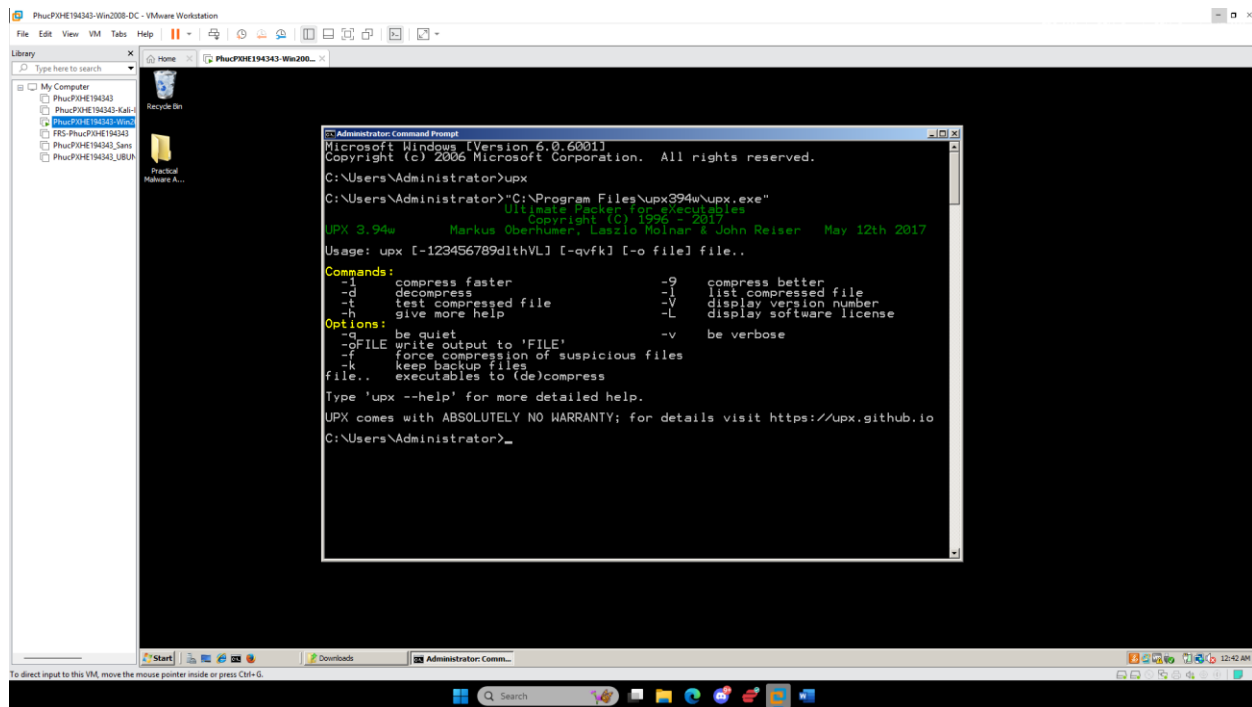 PhucPXHE194343-Win2008-DC - VMware Workstation
File Edit View VM Tabs Help
Library
Home
PhucPXHE194343-Win200...
Type here to search
My Computer
PhucPXHE194343
PhucPXHE194343-Kali-
PhucPXHE194343-Win2
FRS-PhucPXHE194343
PhucPXHE194343_Sans
PhucPXHE194343_UBUN
Recycle Bin
Practical
Malware A...
Administrator: Command Prompt
Microsoft Windows [Version 6.0.6001]
Copyright (c) 2006 Microsoft Corporation. All rights reserved.
C:\Users\Administrator>upx
C:\Users\Administrator>"C:\Program Files\upx394w\upx.exe"
Ultimate Packer for eXecutables
Copyright (C) 1996 - 2017
UPX 3.94w Markus Oberhumer, Laszlo Molnar & John Reiser May 12th 2017
Usage: upx [-123456789dlthVL] [-qvfk] [-o file] file..
Commands:
-1 compress faster -9 compress better
-d decompress -l list compressed file
-t test compressed file -V display version number
-h give more help -L display software license
Options:
-q be quiet -v be verbose
-oFILE write output to 'FILE'
-f force compression of suspicious files
-k keep backup files
file.. executables to (de)compress
Type 'upx --help' for more detailed help.
UPX comes with ABSOLUTELY NO WARRANTY; for details visit https://upx.github.io
C:\Users\Administrator>_
Start
Downloads
Administrator: Comm...
12:42 AM
To direct input to this VM, move the mouse pointer inside or press Ctrl+G.
Search